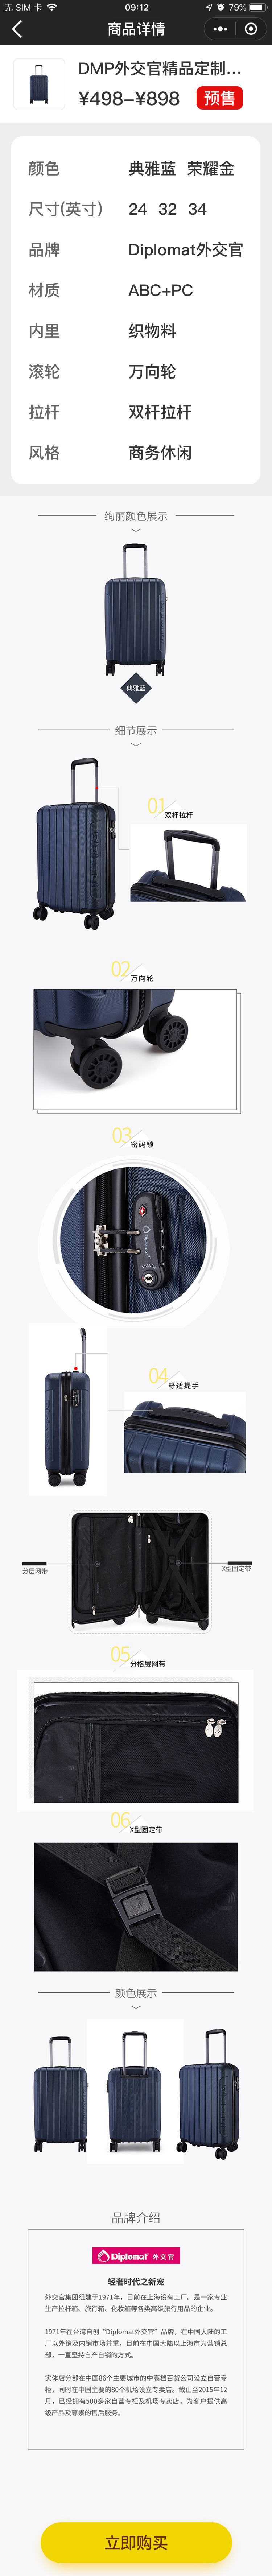 无 SIM 卡 09:12 79%
商品详情
DMP外交官精品定制...
¥498-¥898 预售
颜色 典雅蓝 荣耀金
尺寸(英寸) 24 32 34
品牌 Diplomat外交官
材质 ABC+PC
内里 织物料
滚轮 万向轮
拉杆 双杆拉杆
风格 商务休闲
绚丽颜色展示
典雅蓝
细节展示
01 双杆拉杆
02 万向轮
03 密码锁
Diplomat
04 舒适提手
分层网带 X型固定带
05 分格层网带
06 X型固定带
颜色展示
品牌介绍
Diplomat 外交官
轻奢时代之新宠
外交官集团组建于1971年，目前在上海设有工厂。是一家专业
生产拉杆箱、旅行箱、化妆箱等各类高级旅行用品的企业。
1971年在台湾自创“Diplomat外交官”品牌，在中国大陆的工
厂以外销及内销市场并重，目前在中国大陆以上海市为营销总
部，一直坚持自产自销的方式。
实体店分部在中国86个主要城市的中高档百货公司设立自营专
柜，同时在中国主要的80个机场设立专卖店。截止至2015年12
月，已经拥有500多家自营专柜及机场专卖店，为客户提供高
级产品及尊崇的售后服务。
立即购买